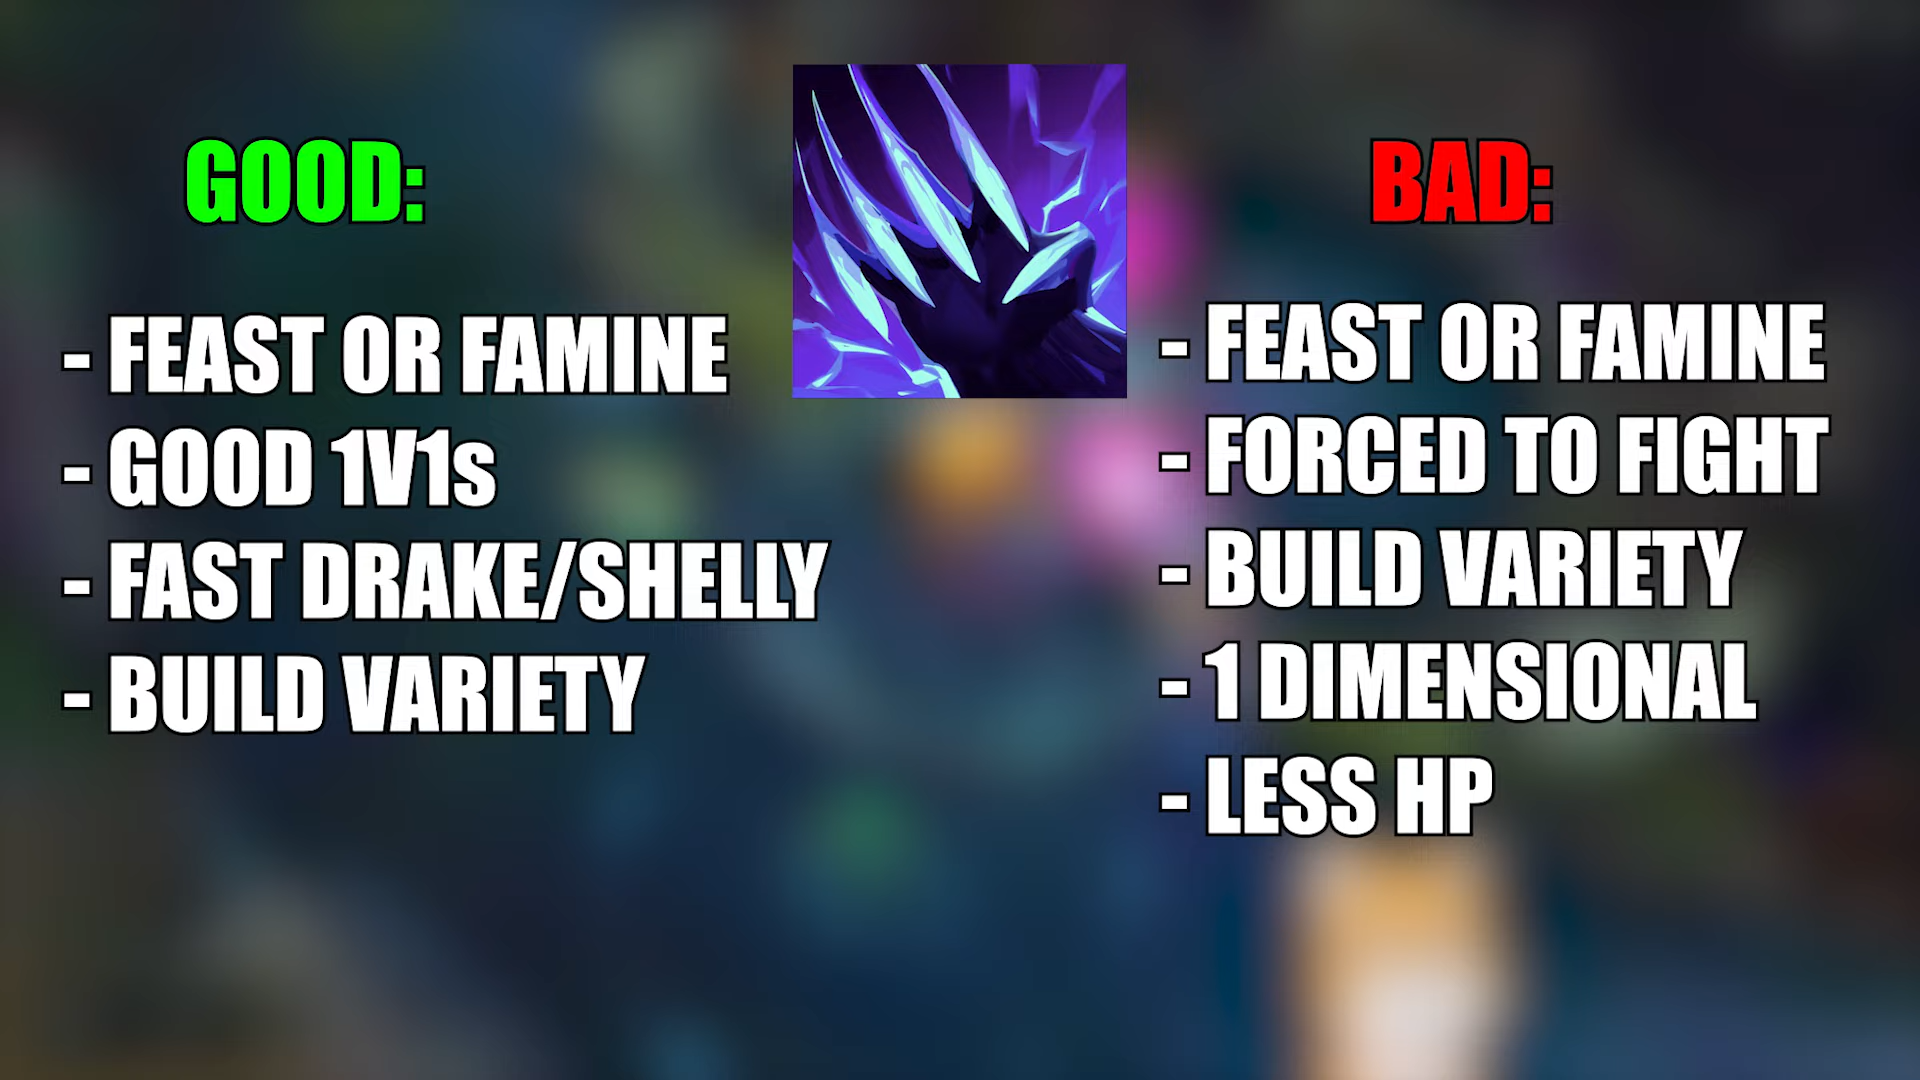 GOOD:
- FEAST OR FAMINE
- GOOD 1V1s
- FAST DRAKE/SHELLY
- BUILD VARIETY
BAD:
- FEAST OR FAMINE
- FORCED TO FIGHT
- BUILD VARIETY
- 1 DIMENSIONAL
- LESS HP